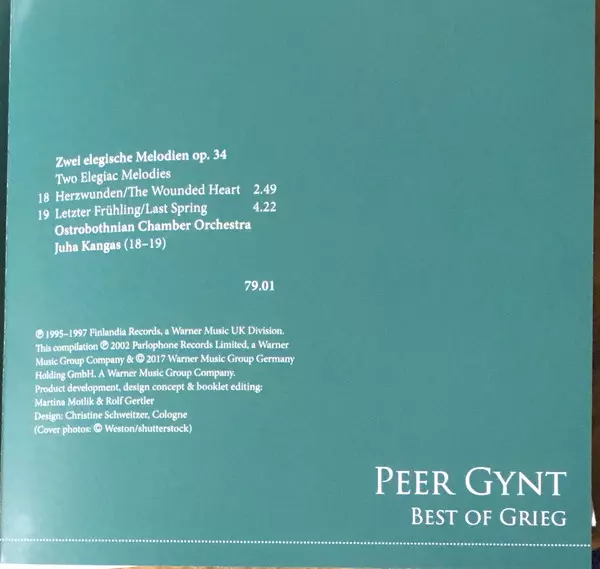 Zwei elegische Melodien op. 34
Two Elegiac Melodies
18 Herzwunden/The Wounded Heart 2.49
19 Letzter Frühling/Last Spring 4.22
Ostrobothnian Chamber Orchestra
Juha Kangas (18–19)
79.01
℗ 1995–1997 Finlandia Records, a Warner Music UK Division.
This compilation ℗ 2002 Parlophone Records Limited, a Warner
Music Group Company & © 2017 Warner Music Group Germany
Holding GmbH. A Warner Music Group Company.
Product development, design concept & booklet editing:
Martina Motlik & Rolf Gertler
Design: Christine Schweitzer, Cologne
(Cover photos: © Weston/shutterstock)
Peer Gynt
Best of Grieg